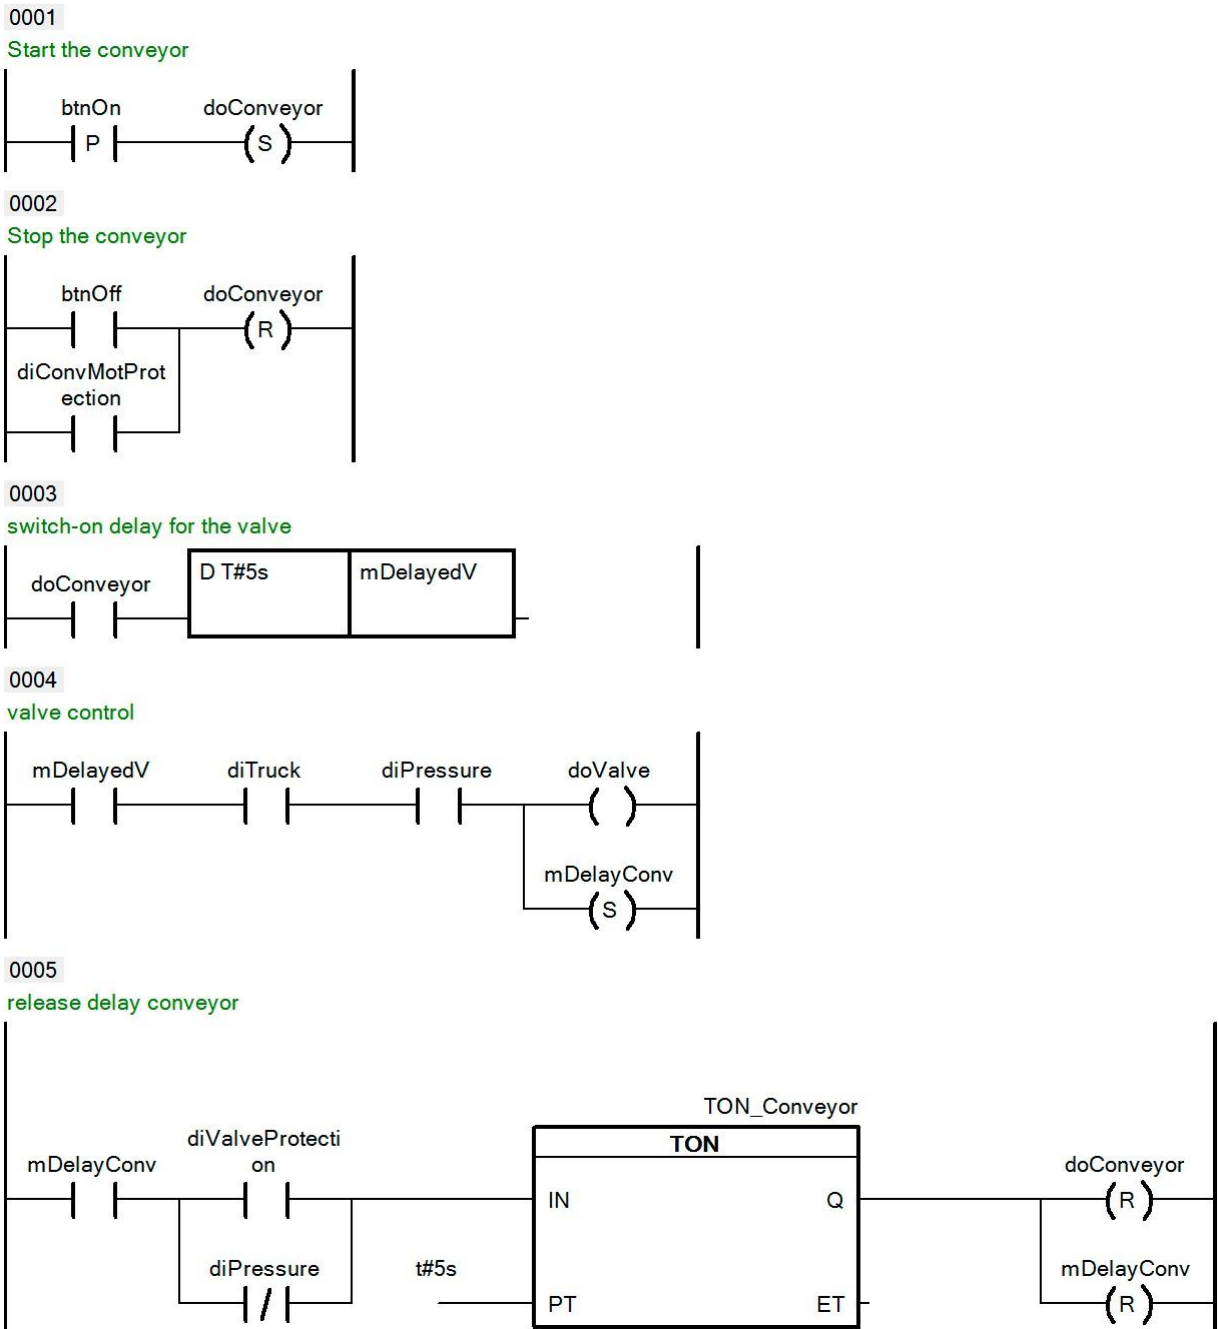 0001
Start the conveyor
btnOn doConveyor
P S
0002
Stop the conveyor
btnOff doConveyor
R
diConvMotProt
ection
0003
switch-on delay for the valve
doConveyor D T#5s mDelayedV
0004
valve control
mDelayedV diTruck diPressure doValve
mDelayConv
S
0005
release delay conveyor
TON_Conveyor
TON
diValveProtecti
on
mDelayConv doConveyor
IN Q R
diPressure t#5s mDelayConv
PT ET R